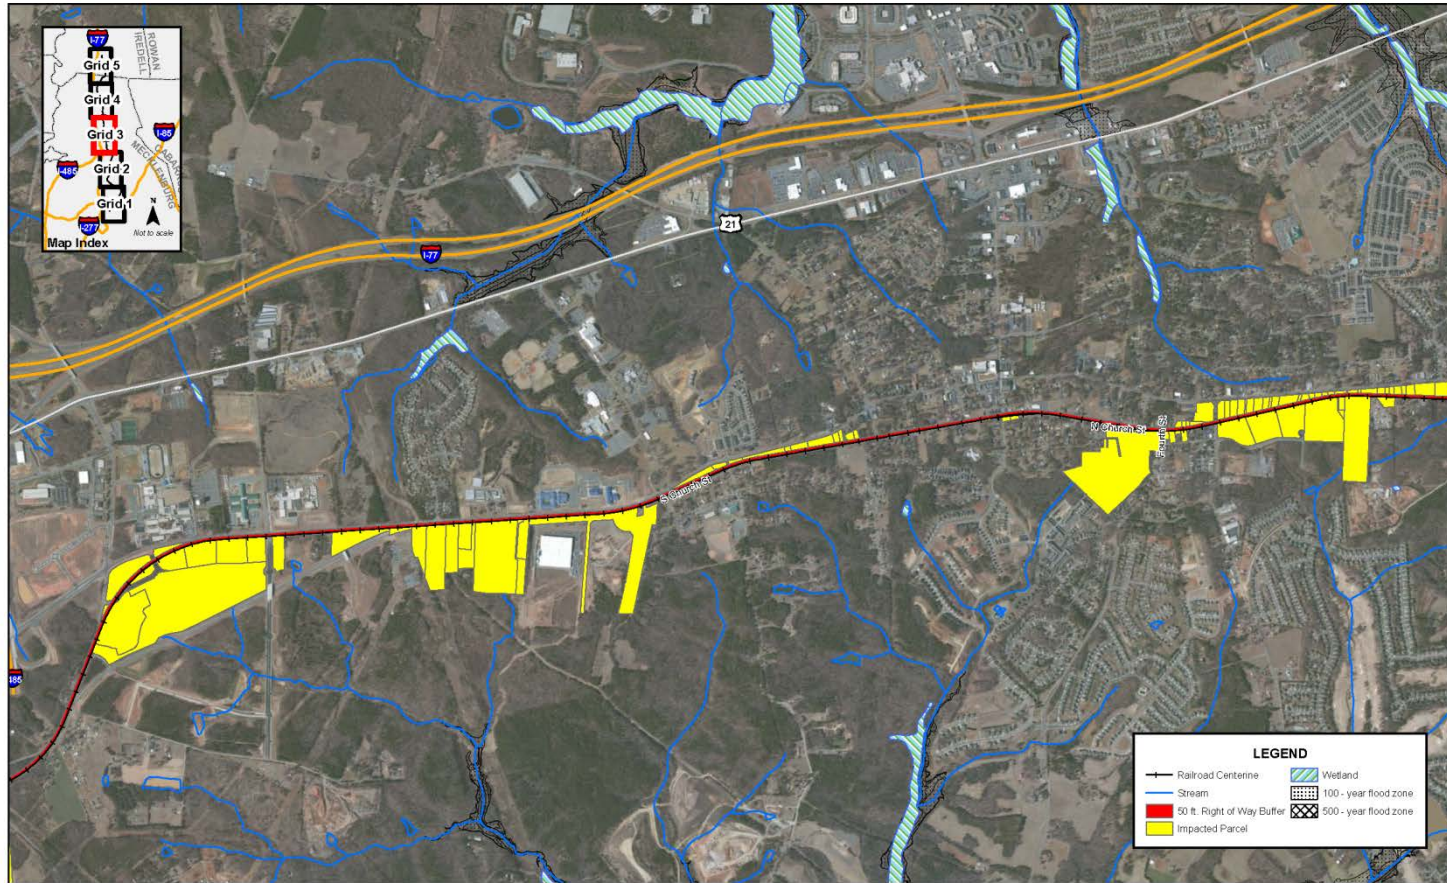 I-77
ROWAN
IREDELL
Grid 5
Grid 4
Grid 3
I-85
CABARRUS
MECKLENBURG
Grid 2
I-485
Grid 1
N
I-277
Not to scale
Map Index
21
I-77
N Church St
Fourth St
S Church St
485
LEGEND
Railroad Centerine
Stream
50 ft. Right of Way Buffer
Impacted Parcel
Wetland
100 - year flood zone
500 - year flood zone